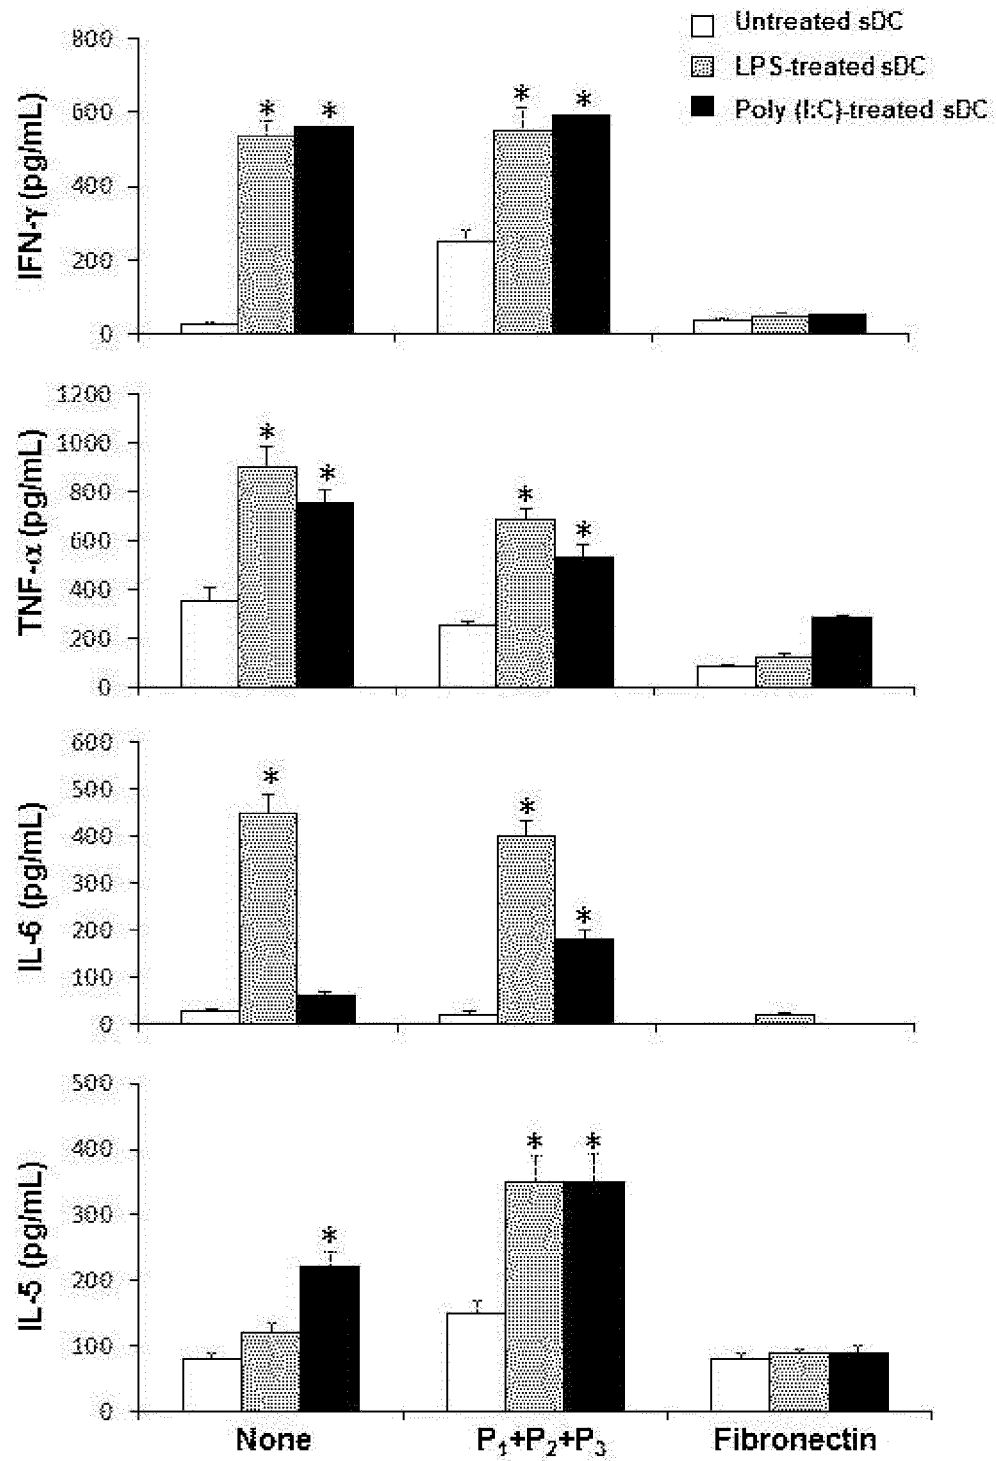 Untreated sDC
LPS-treated sDC
Poly (I:C)-treated sDC
IFN-γ (pg/mL)
800
600
400
200
0
* * * *
TNF-α (pg/mL)
1200
1000
800
600
400
200
0
* * * *
IL-6 (pg/mL)
600
500
400
300
200
100
0
* * *
IL-5 (pg/mL)
500
400
300
200
100
0
* * *
None P₁+P₂+P₃ Fibronectin